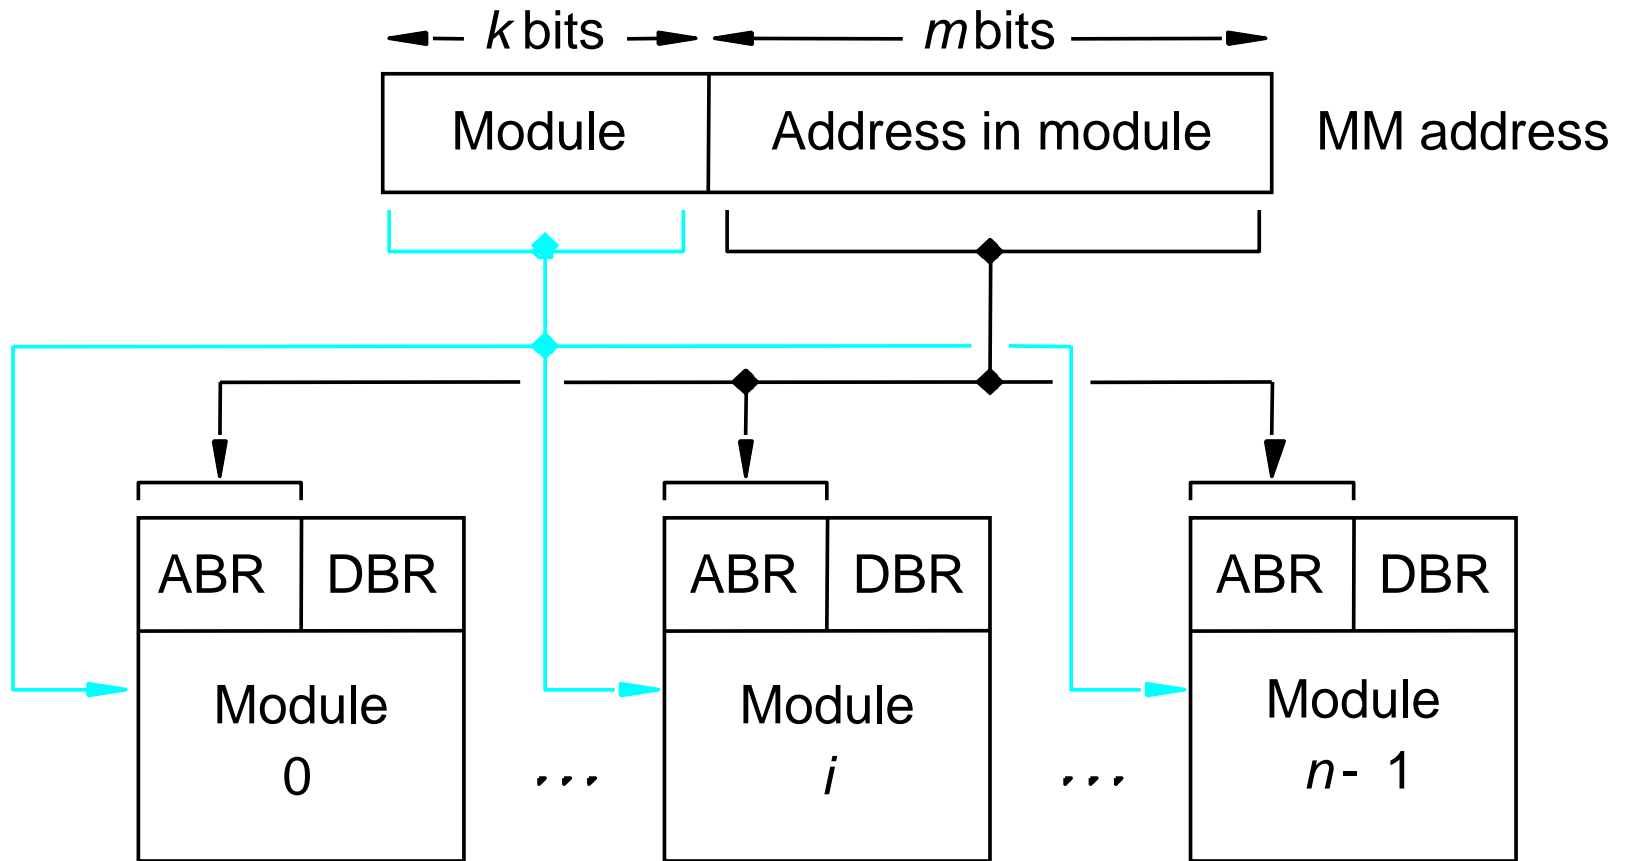 k bits m bits
Module Address in module MM address
ABR DBR ABR DBR ABR DBR
Module Module Module
0 ... i ... n - 1